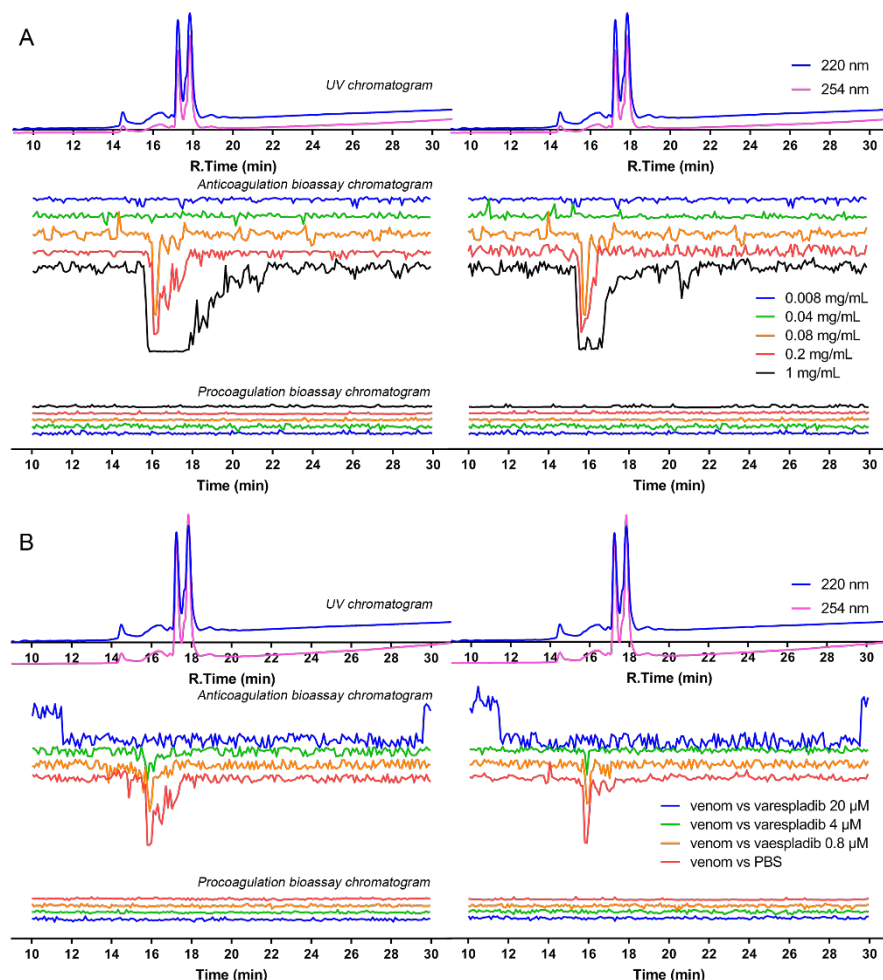 A
UV chromatogram
220 nm
254 nm
10 12 14 16 18 20 22 24 26 28 30
10 12 14 16 18 20 22 24 26 28 30
R.Time (min)
R.Time (min)
Anticoagulation bioassay chromatogram
0.008 mg/mL
0.04 mg/mL
0.08 mg/mL
0.2 mg/mL
1 mg/mL
Procoagulation bioassay chromatogram
10 12 14 16 18 20 22 24 26 28 30
10 12 14 16 18 20 22 24 26 28 30
Time (min)
Time (min)
B
UV chromatogram
220 nm
254 nm
10 12 14 16 18 20 22 24 26 28 30
10 12 14 16 18 20 22 24 26 28 30
R.Time (min)
R.Time (min)
Anticoagulation bioassay chromatogram
venom vs varespladib 20 µM
venom vs varespladib 4 µM
venom vs vaespladib 0.8 µM
venom vs PBS
Procoagulation bioassay chromatogram
10 12 14 16 18 20 22 24 26 28 30
10 12 14 16 18 20 22 24 26 28 30
Time (min)
Time (min)